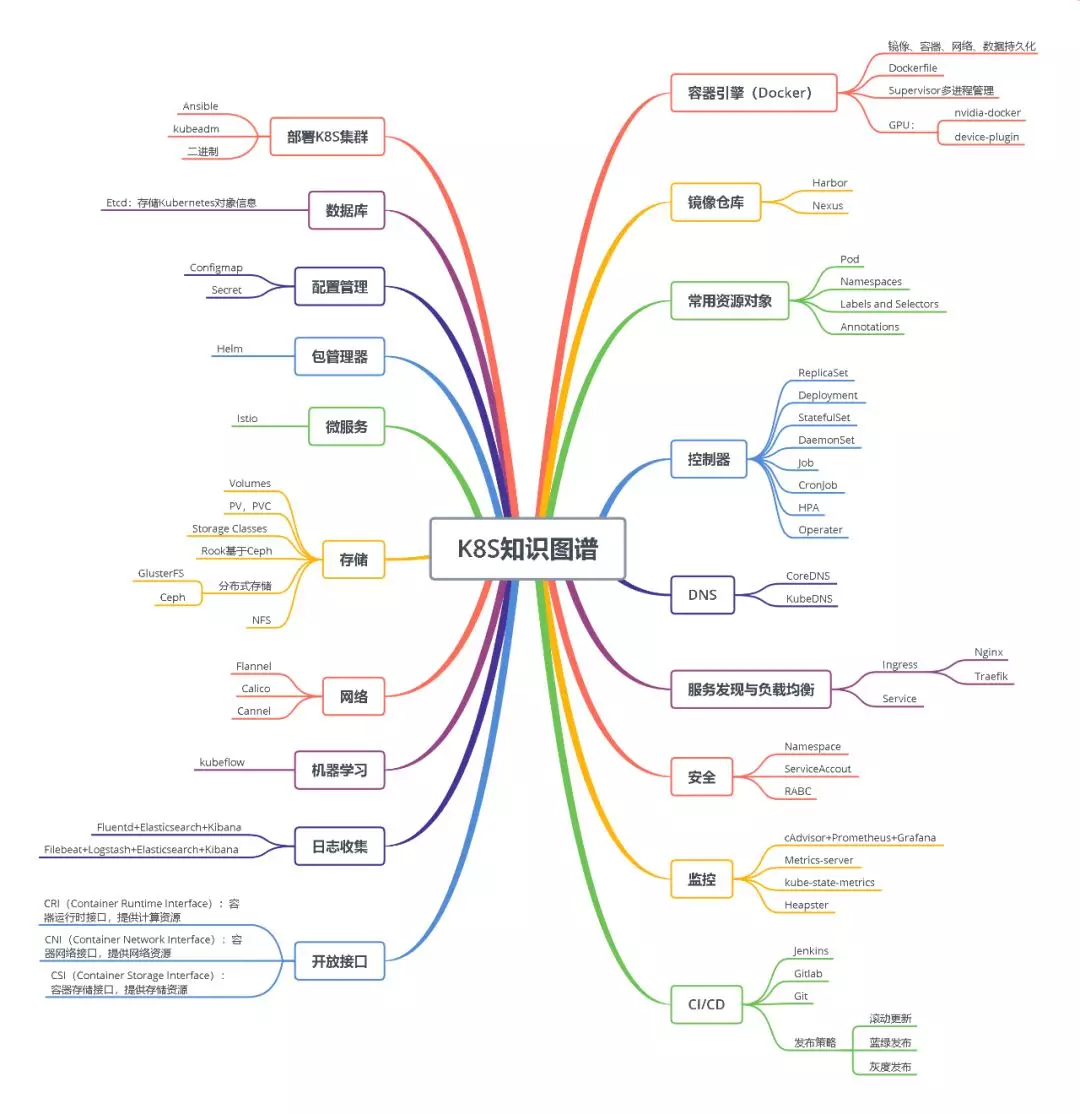 K8S知识图谱
部署K8S集群
Ansible
kubeadm
二进制
数据库
Etcd：存储Kubernetes对象信息
配置管理
Configmap
Secret
包管理器
Helm
微服务
Istio
存储
Volumes
PV，PVC
Storage Classes
Rook基于Ceph
分布式存储
GlusterFS
Ceph
NFS
网络
Flannel
Calico
Cannel
机器学习
kubeflow
日志收集
Fluentd+Elasticsearch+Kibana
Filebeat+Logstash+Elasticsearch+Kibana
开放接口
CRI（Container Runtime Interface）：容
器运行时接口，提供计算资源
CNI（Container Network Interface）：容
器网络接口，提供网络资源
CSI（Container Storage Interface）：
容器存储接口，提供存储资源
容器引擎（Docker）
镜像、容器、网络、数据持久化
Dockerfile
Supervisor多进程管理
GPU：
nvidia-docker
device-plugin
镜像仓库
Harbor
Nexus
常用资源对象
Pod
Namespaces
Labels and Selectors
Annotations
控制器
ReplicaSet
Deployment
StatefulSet
DaemonSet
Job
CronJob
HPA
Operater
DNS
CoreDNS
KubeDNS
服务发现与负载均衡
Ingress
Nginx
Traefik
Service
安全
Namespace
ServiceAccout
RABC
监控
cAdvisor+Prometheus+Grafana
Metrics-server
kube-state-metrics
Heapster
CI/CD
Jenkins
Gitlab
Git
发布策略
滚动更新
蓝绿发布
灰度发布